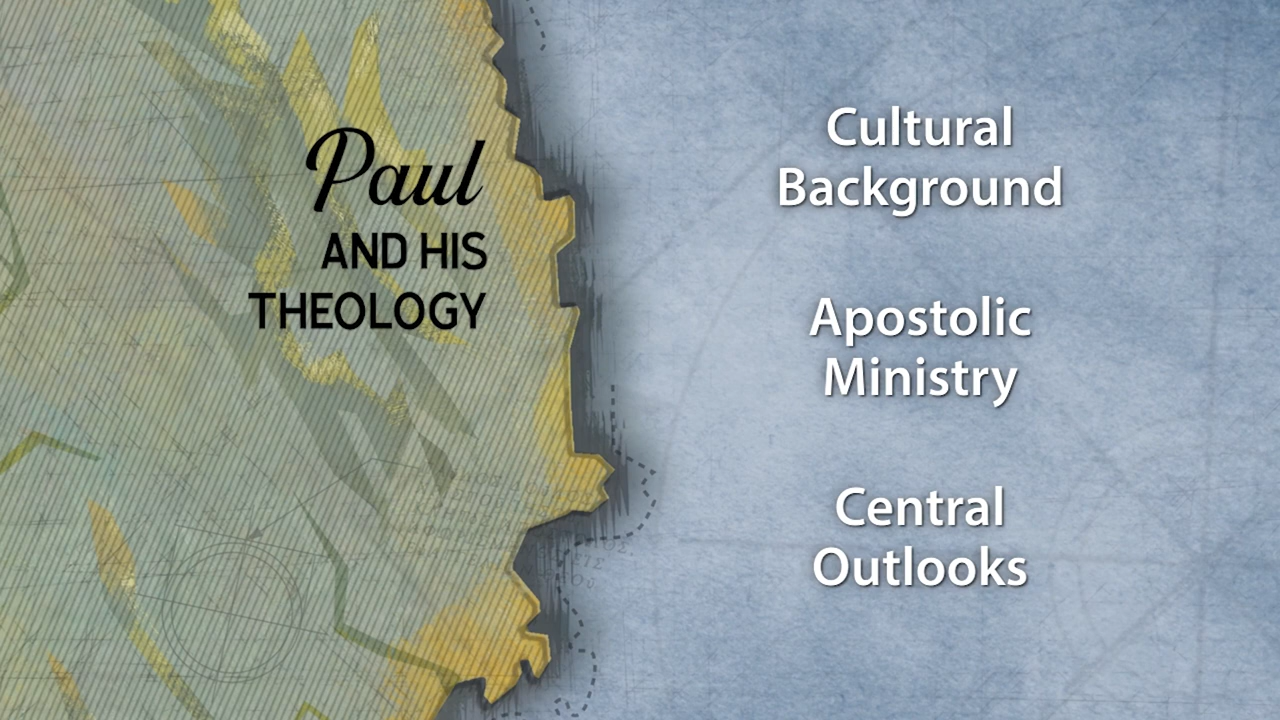 Paul
AND HIS
THEOLOGY
Cultural
Background
Apostolic
Ministry
Central
Outlooks